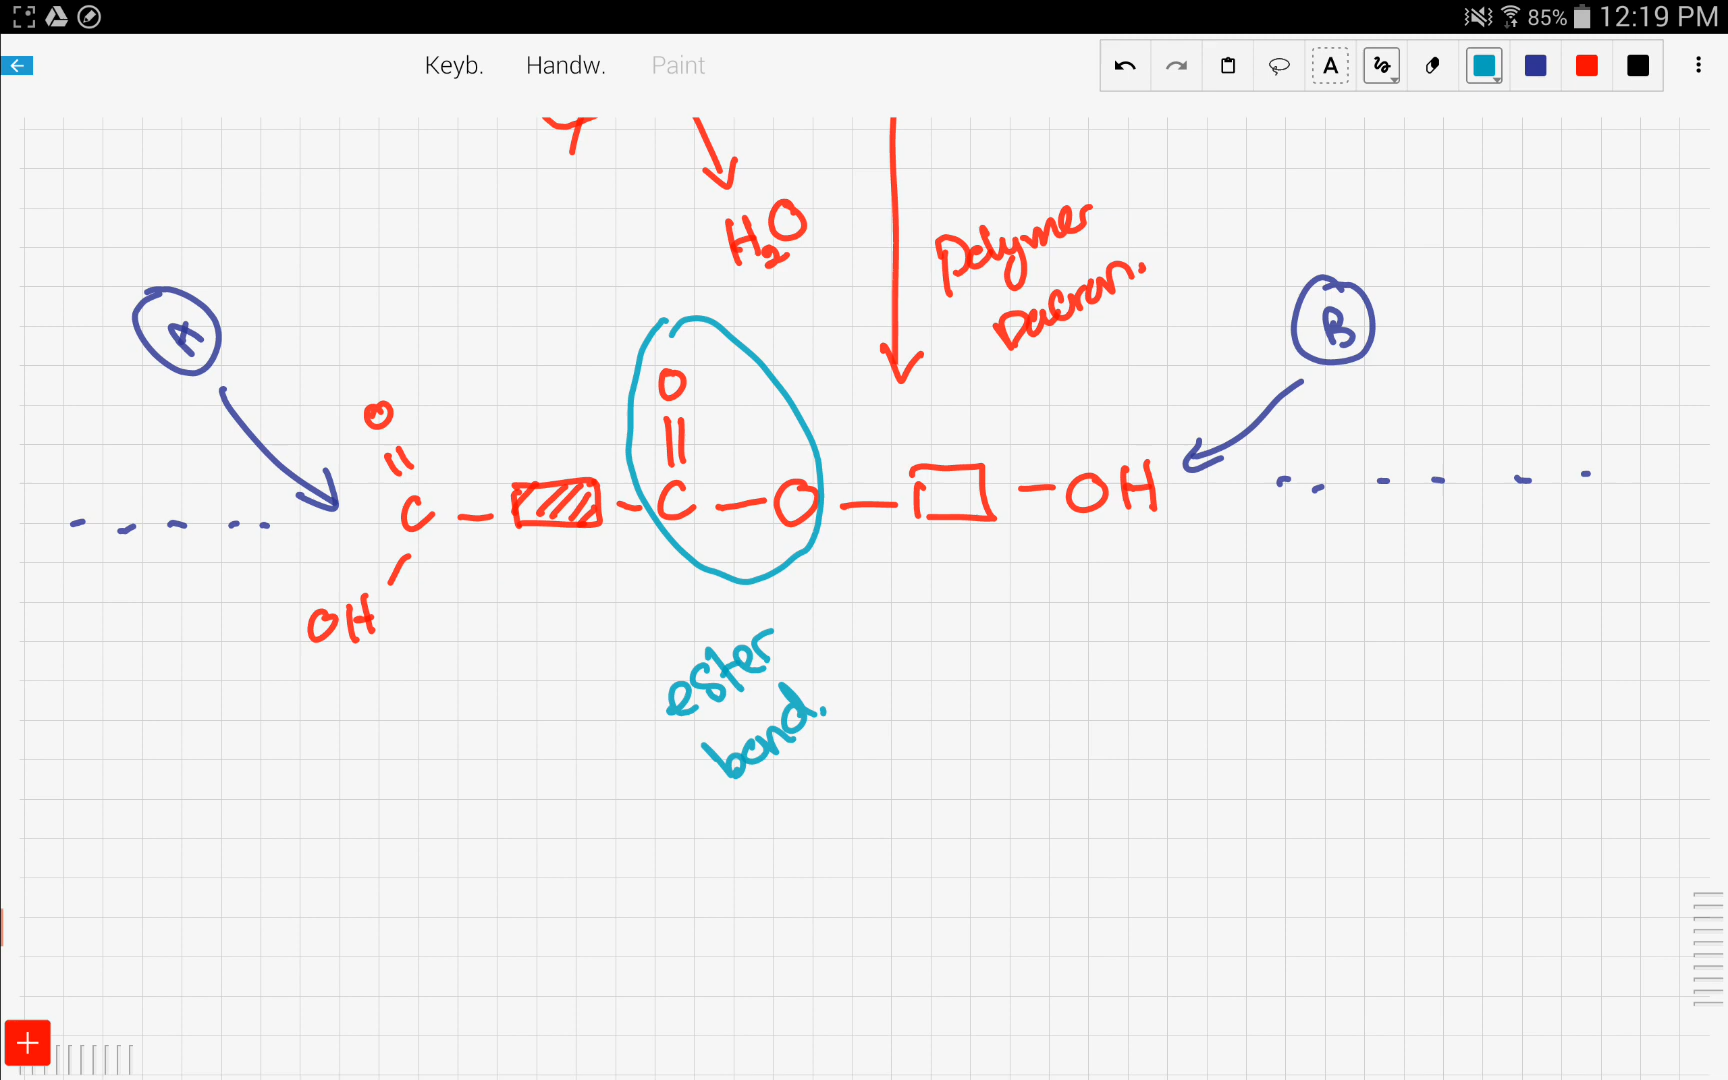 85% 12:19 PM
Keyb. Handw. Paint
A
H2O
Polymer
Dacron.
A
B
O
O
||
=
C - - C - O - - OH
OH
ester
bond.